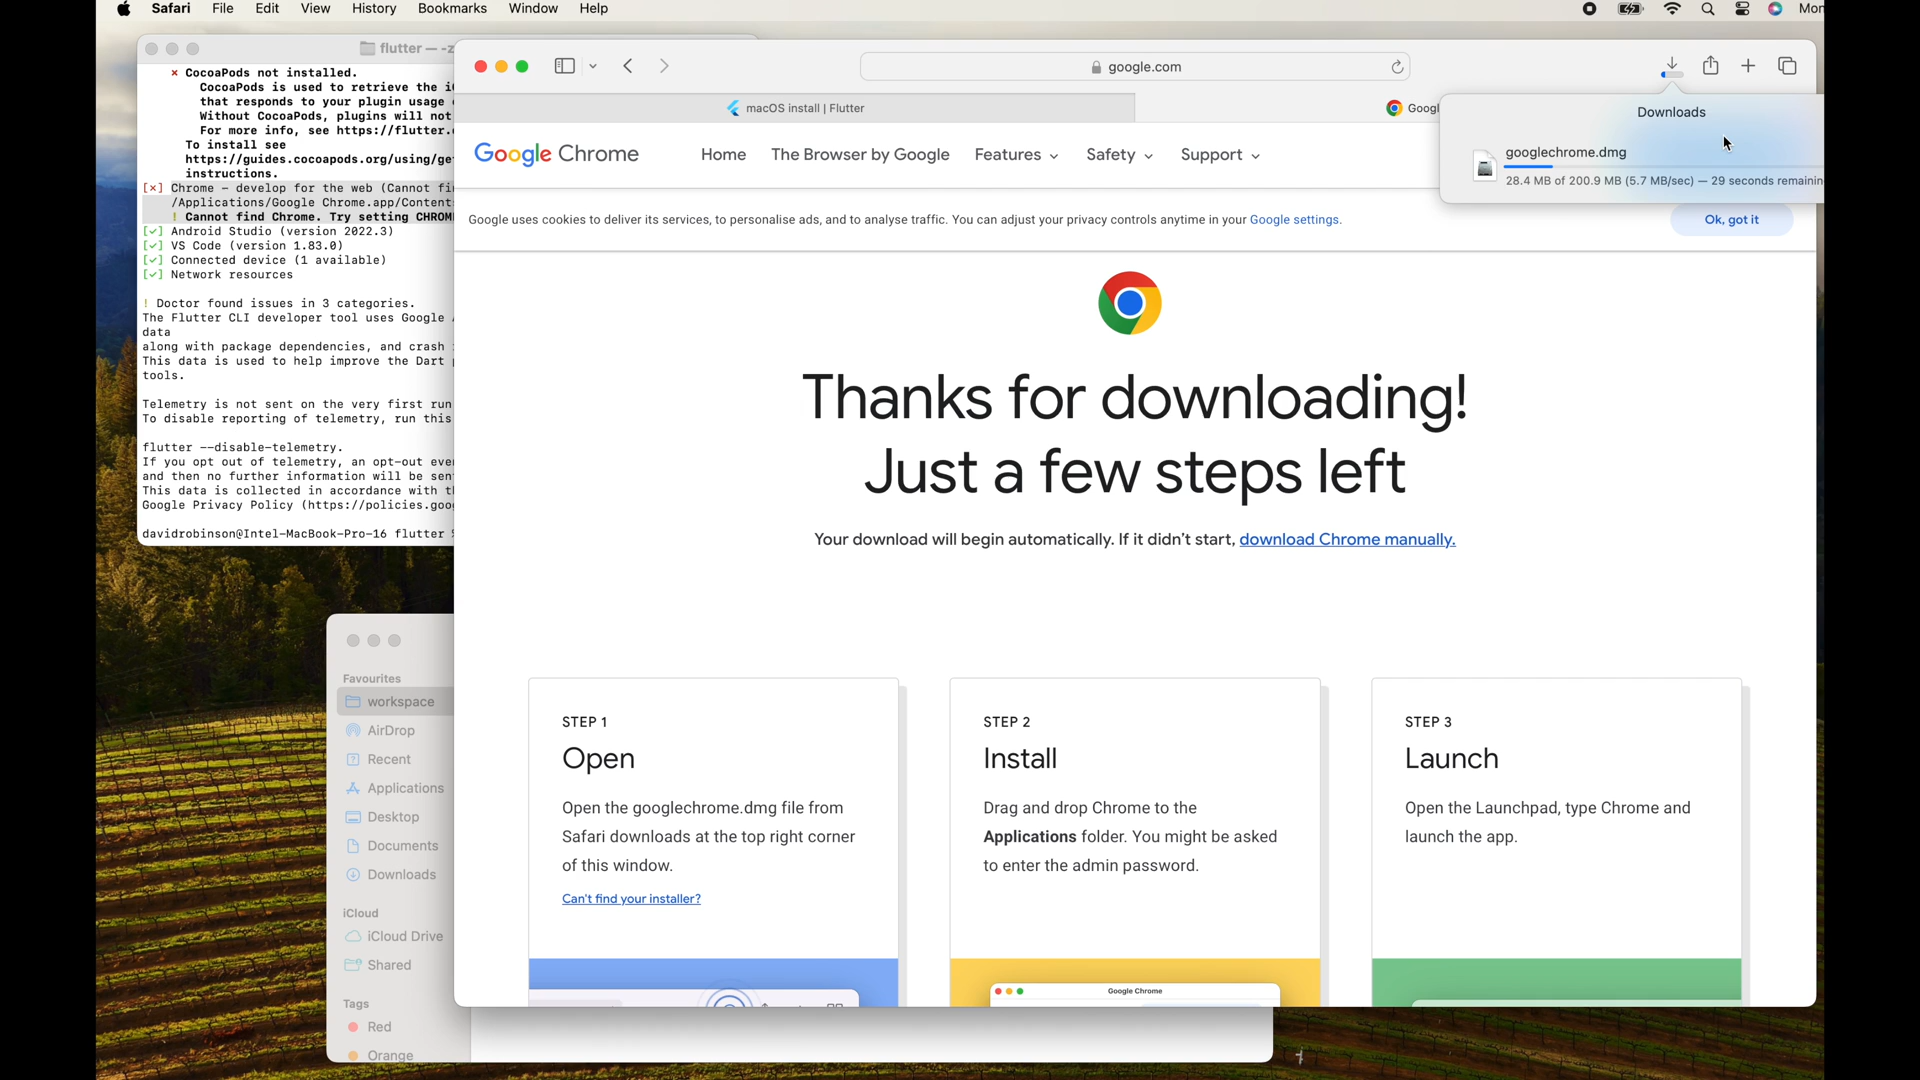 Safari File Edit View History Bookmarks Window Help
flutter —
CocoaPods not installed.
CocoaPods is used to retrieve the
that responds to your plugin usage
Without CocoaPods, plugins will not
For more info, see https://flutter.
To install see
https://guides.cocoapods.org/using/ge
instructions.
[✗] Chrome - develop for the web (Cannot
/Applications/Google Chrome.app/Contents
! Cannot find Chrome. Try setting CHROM
[✓] Android Studio (version 2022.3)
[✓] VS Code (version 1.83.0)
[✓] Connected device (1 available)
[✓] Network resources
! Doctor found issues in 3 categories.
The Flutter CLI developer tool uses Google
data
along with package dependencies, and crash
This data is used to help improve the Dart
tools.
Telemetry is not sent on the very first run
To disable reporting of telemetry, run this
flutter --disable-telemetry.
If you opt out of telemetry, an opt-out eve
and then no further information will be sen
This data is collected in accordance with
Google Privacy Policy (https://policies.goo
davidrobinson@Intel-MacBook-Pro-16 flutter
google.com
macOS install | Flutter
Downloads
googlechrome.dmg
28.4 MB of 200.9 MB (5.7 MB/sec) — 29 seconds remainin
Google Chrome
Home The Browser by Google Features Safety Support
Google uses cookies to deliver its services, to personalise ads, and to analyse traffic. You can adjust your privacy controls anytime in your Google settings.
Ok, got it
Thanks for downloading!
Just a few steps left
Your download will begin automatically. If it didn't start, download Chrome manually.
STEP 1
Open
Open the googlechrome.dmg file from
Safari downloads at the top right corner
of this window.
Can't find your installer?
STEP 2
Install
Drag and drop Chrome to the
Applications folder. You might be asked
to enter the admin password.
Google Chrome
STEP 3
Launch
Open the Launchpad, type Chrome and
launch the app.
Favourites
workspace
AirDrop
Recent
Applications
Desktop
Documents
Downloads
iCloud
iCloud Drive
Shared
Tags
Red
Orange